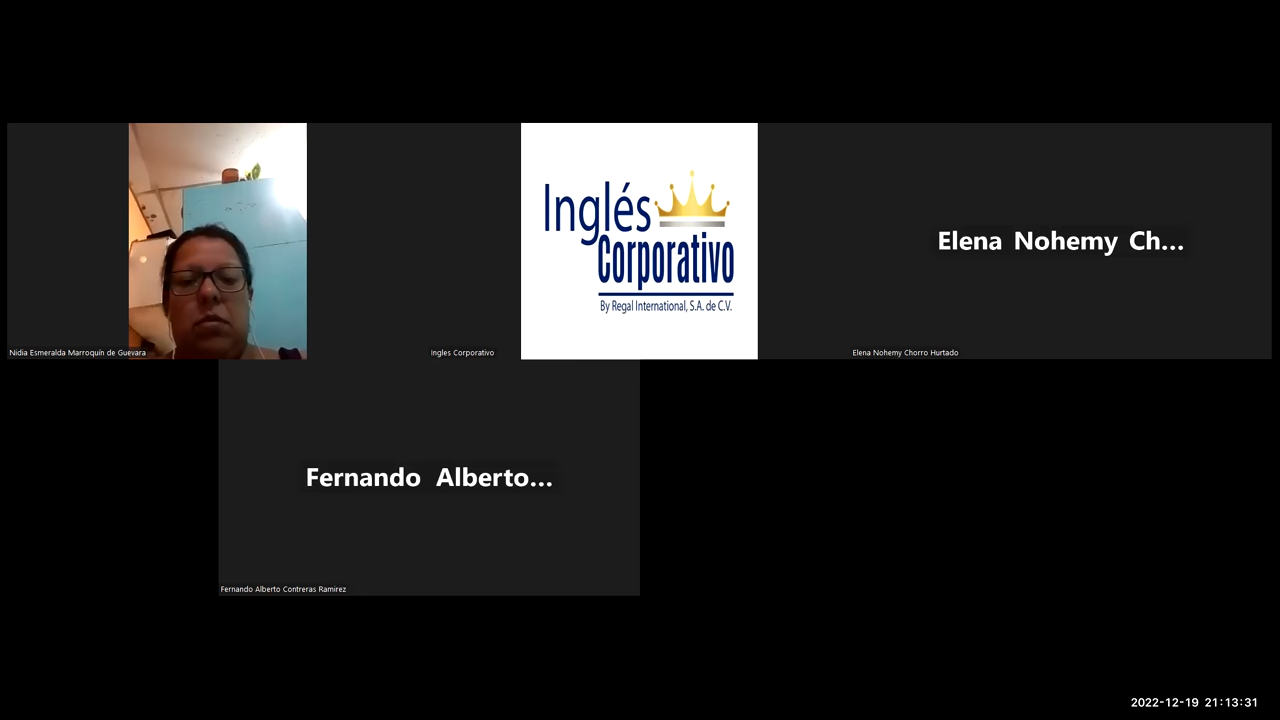 Inglés
Corporativo
By Regal International, S.A. de C.V.
Elena Nohemy Ch...
Nidia Esmeralda Marroquín de Guevara
Ingles Corporativo
Elena Nohemy Chorro Hurtado
Fernando Alberto...
Fernando Alberto Contreras Ramirez
2022-12-19 21:13:31